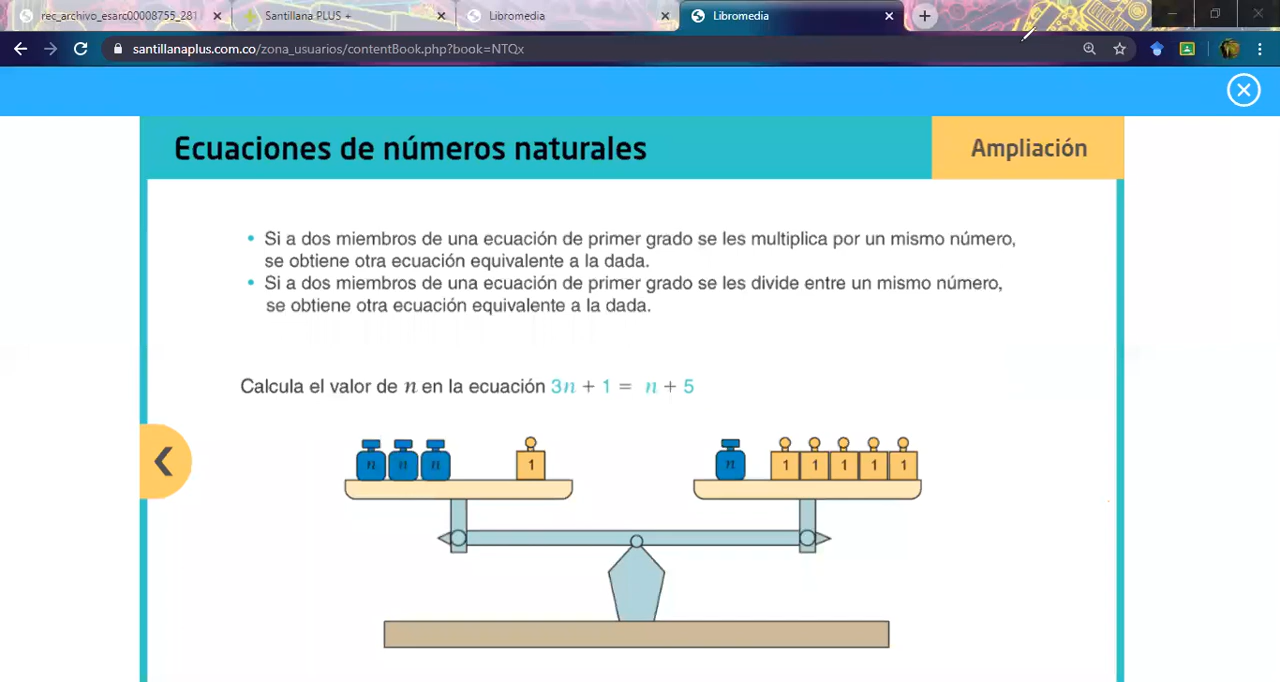 rec_archivo_esarc00008755_281
Santillana PLUS +
Libromedia
Libromedia
santillanaplus.com.co/zona_usuarios/contentBook.php?book=NTQx
Ecuaciones de números naturales
Ampliación
• Si a dos miembros de una ecuación de primer grado se les multiplica por un mismo número,
se obtiene otra ecuación equivalente a la dada.
• Si a dos miembros de una ecuación de primer grado se les divide entre un mismo número,
se obtiene otra ecuación equivalente a la dada.
Calcula el valor de n en la ecuación 3n + 1 = n + 5
n n n 1 n 1 1 1 1 1